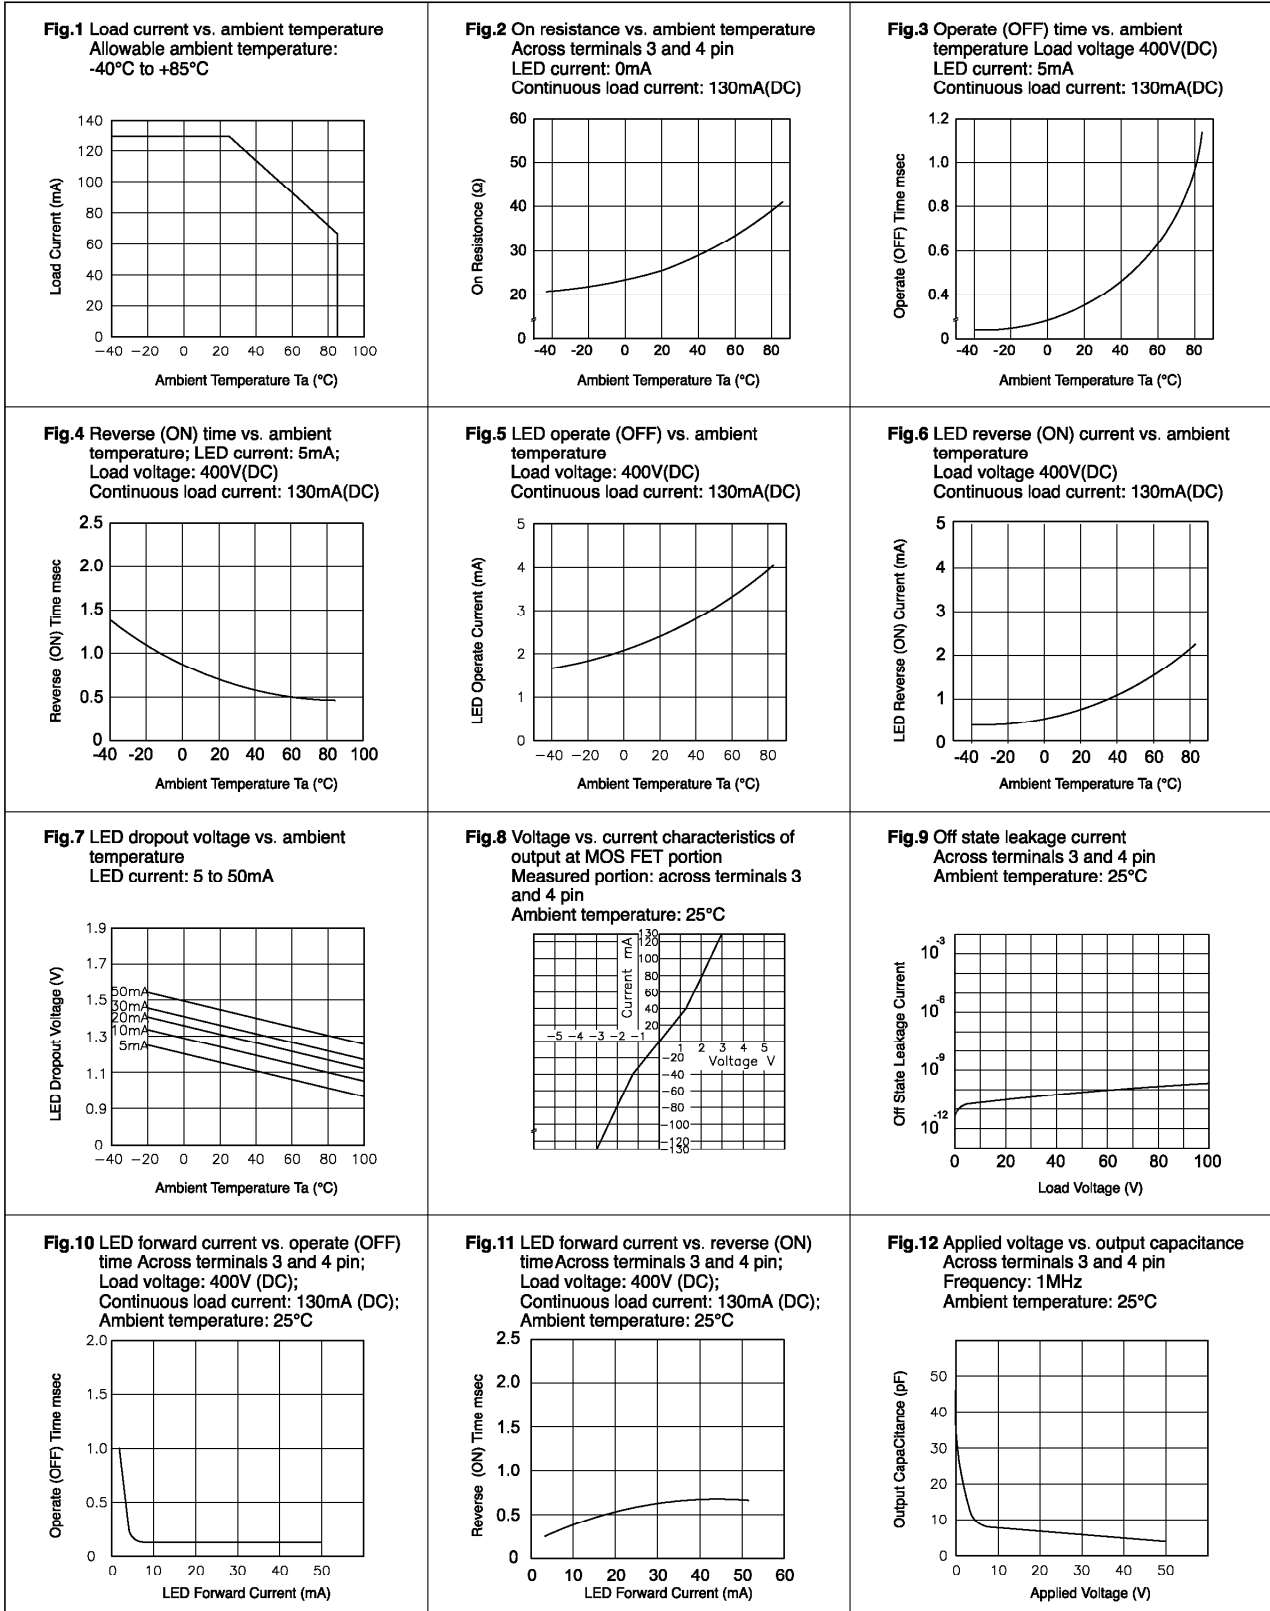 Fig.1 Load current vs. ambient temperature
Allowable ambient temperature:
-40°C to +85°C
140
120
100
80
60
40
20
0
Load Current (mA)
−40 −20 0 20 40 60 80 100
Ambient Temperature Ta (°C)
Fig.2 On resistance vs. ambient temperature
Across terminals 3 and 4 pin
LED current: 0mA
Continuous load current: 130mA(DC)
60
50
40
30
20
0
On Resistonce (Ω)
-40 -20 0 20 40 60 80
Ambient Temperature Ta (°C)
Fig.3 Operate (OFF) time vs. ambient
temperature Load voltage 400V(DC)
LED current: 5mA
Continuous load current: 130mA(DC)
1.2
1.0
0.8
0.6
0.4
0
Operate (OFF) Time msec
-40 -20 0 20 40 60 80
Ambient Temperature Ta (°C)
Fig.4 Reverse (ON) time vs. ambient
temperature; LED current: 5mA;
Load voltage: 400V(DC)
Continuous load current: 130mA(DC)
2.5
2.0
1.5
1.0
0.5
0
Reverse (ON) Time msec
-40 -20 0 20 40 60 80 100
Ambient Temperature Ta (°C)
Fig.5 LED operate (OFF) vs. ambient
temperature
Load voltage: 400V(DC)
Continuous load current: 130mA(DC)
5
4
3
2
1
0
LED Operate Current (mA)
−40 −20 0 20 40 60 80
Ambient Temperature Ta (°C)
Fig.6 LED reverse (ON) current vs. ambient
temperature
Load voltage 400V(DC)
Continuous load current: 130mA(DC)
5
4
3
2
1
0
LED Reverse (ON) Current (mA)
-40 -20 0 20 40 60 80
Ambient Temperature Ta (°C)
Fig.7 LED dropout voltage vs. ambient
temperature
LED current: 5 to 50mA
1.9
1.7
1.5
1.3
1.1
0.9
0
LED Dropout Voltage (V)
50mA
30mA
20mA
10mA
5mA
−40 −20 0 20 40 60 80 100
Ambient Temperature Ta (°C)
Fig.8 Voltage vs. current characteristics of
output at MOS FET portion
Measured portion: across terminals 3
and 4 pin
Ambient temperature: 25°C
130
120
100
80
60
40
20
Current mA
−5 −4 −3 −2 −1
1 2 3 4 5
Voltage V
−20
−40
−60
−80
−100
−120
−130
Fig.9 Off state leakage current
Across terminals 3 and 4 pin
Ambient temperature: 25°C
10-3
10-6
10-9
10-12
Off State Leakage Current
0 20 40 60 80 100
Load Voltage (V)
Fig.10 LED forward current vs. operate (OFF)
time Across terminals 3 and 4 pin;
Load voltage: 400V (DC);
Continuous load current: 130mA (DC);
Ambient temperature: 25°C
2.0
1.5
1.0
0.5
0
Operate (OFF) Time msec
0 10 20 30 40 50
LED Forward Current (mA)
Fig.11 LED forward current vs. reverse (ON)
timeAcross terminals 3 and 4 pin;
Load voltage: 400V (DC);
Continuous load current: 130mA (DC);
Ambient temperature: 25°C
2.5
2.0
1.5
1.0
0.5
0
Reverse (ON) Time msec
0 10 20 30 40 50 60
LED Forward Current (mA)
Fig.12 Applied voltage vs. output capacitance
Across terminals 3 and 4 pin
Frequency: 1MHz
Ambient temperature: 25°C
50
40
30
20
10
0
Output CapaCitance (pF)
0 10 20 30 40 50
Applied Voltage (V)